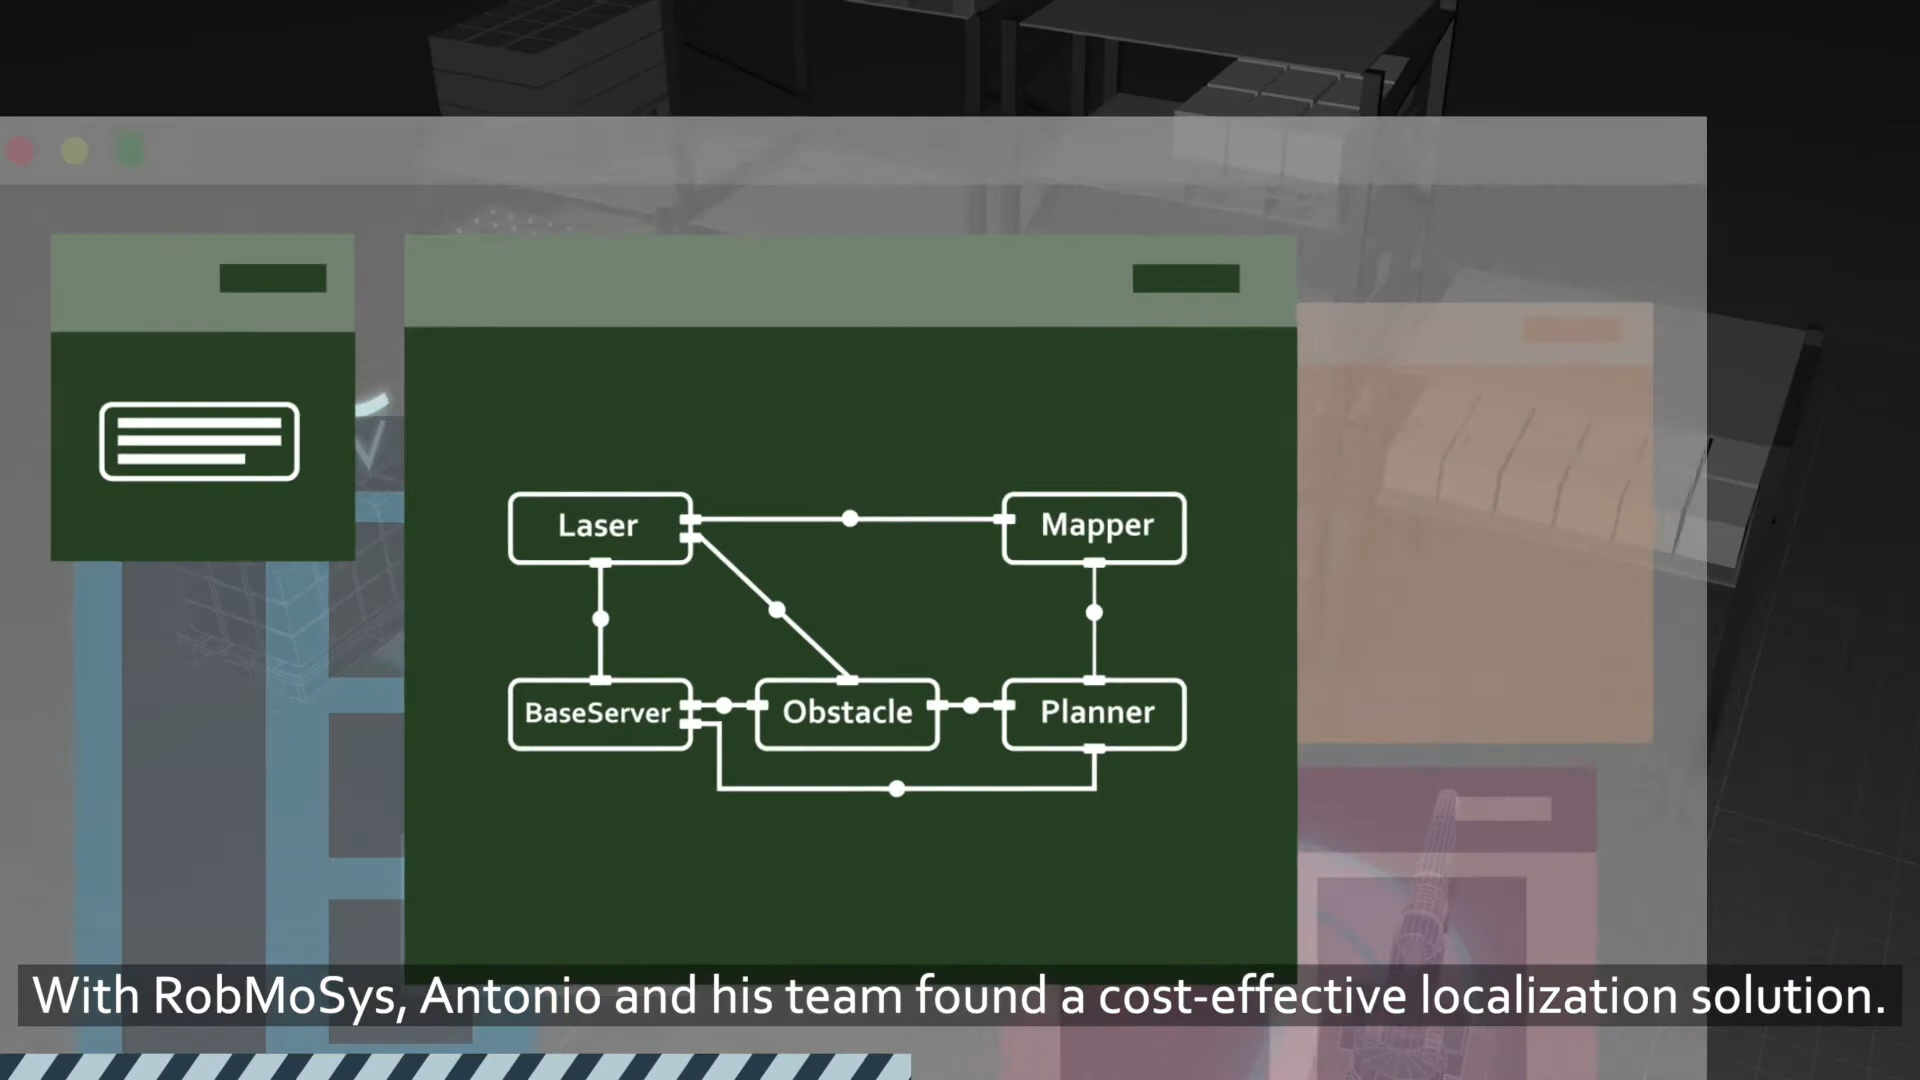 Laser
Mapper
BaseServer
Obstacle
Planner
With RobMoSys, Antonio and his team found a cost-effective localization solution.